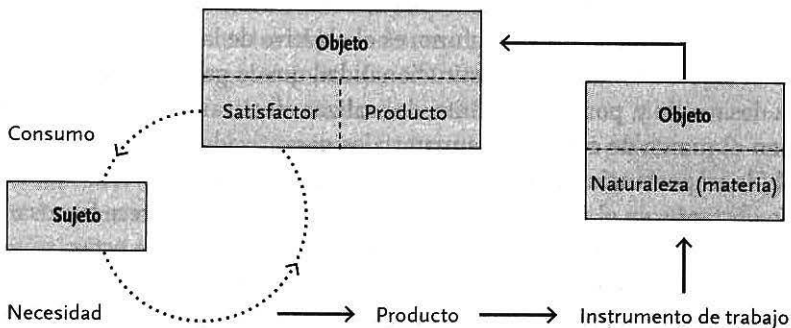 Objeto
Satisfactor Producto
Objeto
Naturaleza (materia)
Consumo
Sujeto
Necesidad
Producto
Instrumento de trabajo